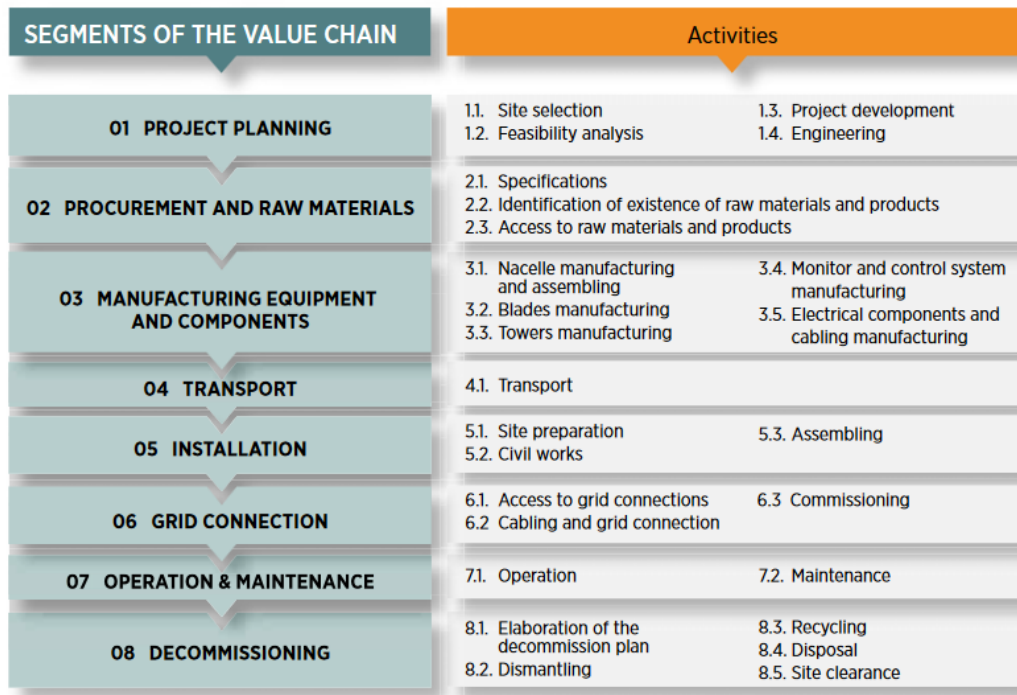 SEGMENTS OF THE VALUE CHAIN
Activities
01 PROJECT PLANNING
1.1. Site selection
1.2. Feasibility analysis
1.3. Project development
1.4. Engineering
02 PROCUREMENT AND RAW MATERIALS
2.1. Specifications
2.2. Identification of existence of raw materials and products
2.3. Access to raw materials and products
03 MANUFACTURING EQUIPMENT
AND COMPONENTS
3.1. Nacelle manufacturing
and assembling
3.2. Blades manufacturing
3.3. Towers manufacturing
3.4. Monitor and control system
manufacturing
3.5. Electrical components and
cabling manufacturing
04 TRANSPORT
4.1. Transport
05 INSTALLATION
5.1. Site preparation
5.2. Civil works
5.3. Assembling
06 GRID CONNECTION
6.1. Access to grid connections
6.2 Cabling and grid connection
6.3 Commissioning
07 OPERATION & MAINTENANCE
7.1. Operation
7.2. Maintenance
08 DECOMMISSIONING
8.1. Elaboration of the
decommission plan
8.2. Dismantling
8.3. Recycling
8.4. Disposal
8.5. Site clearance